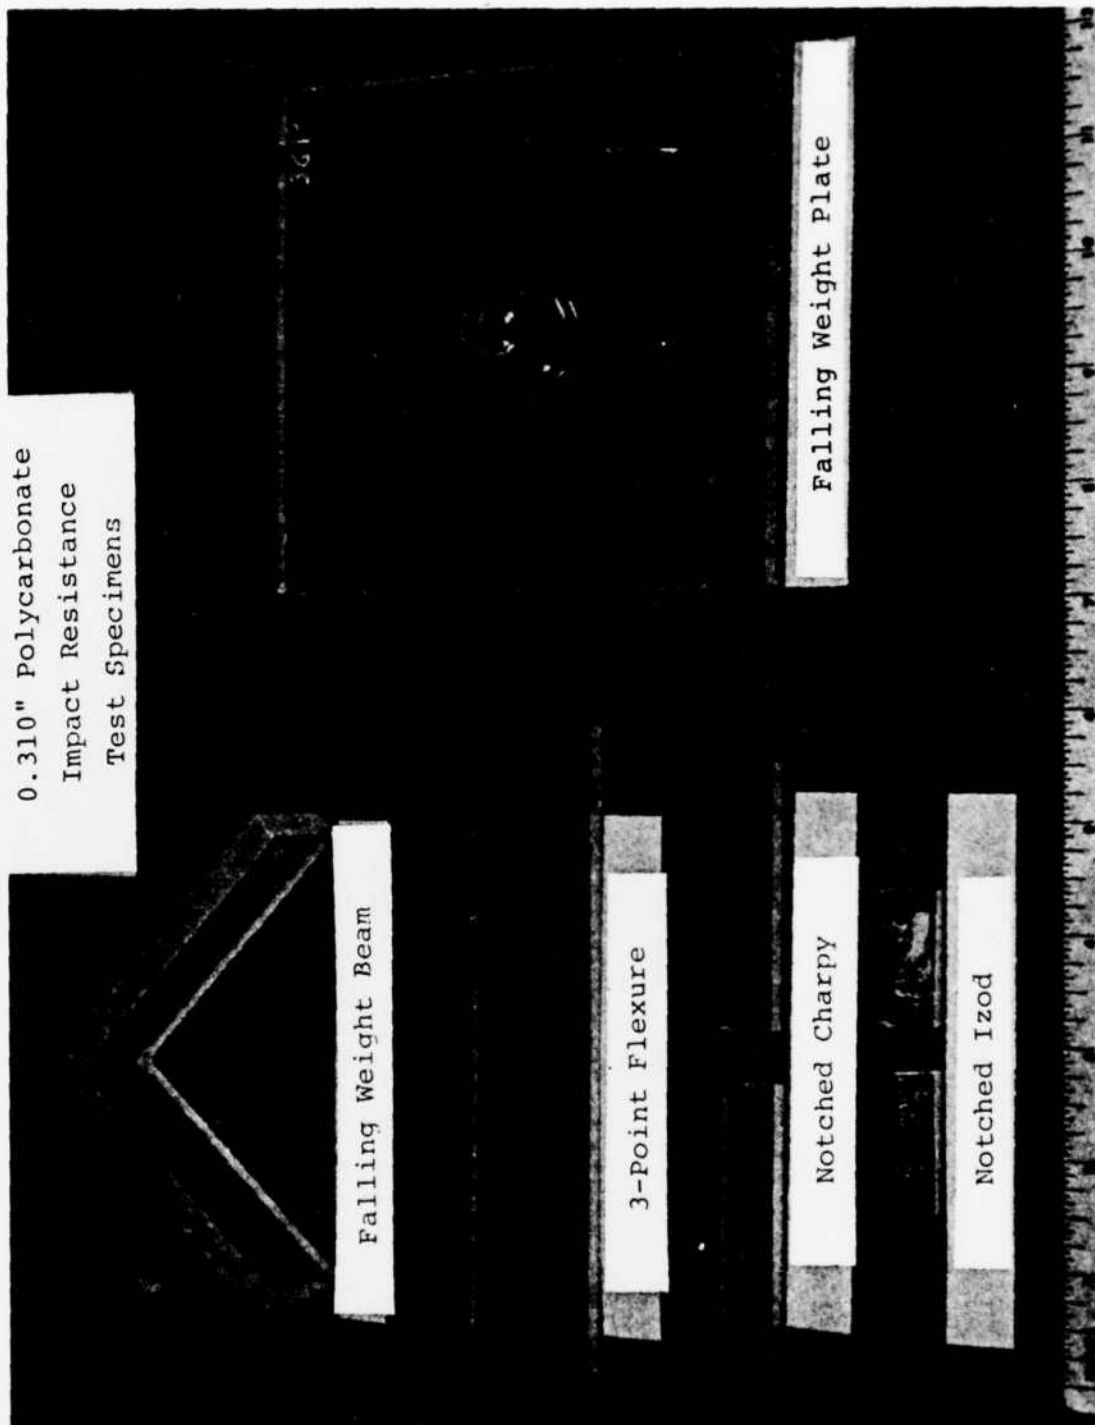 0.310" Polycarbonate
Impact Resistance
Test Specimens
Falling Weight Beam
3-Point Flexure
Notched Charpy
Notched Izod
Falling Weight Plate